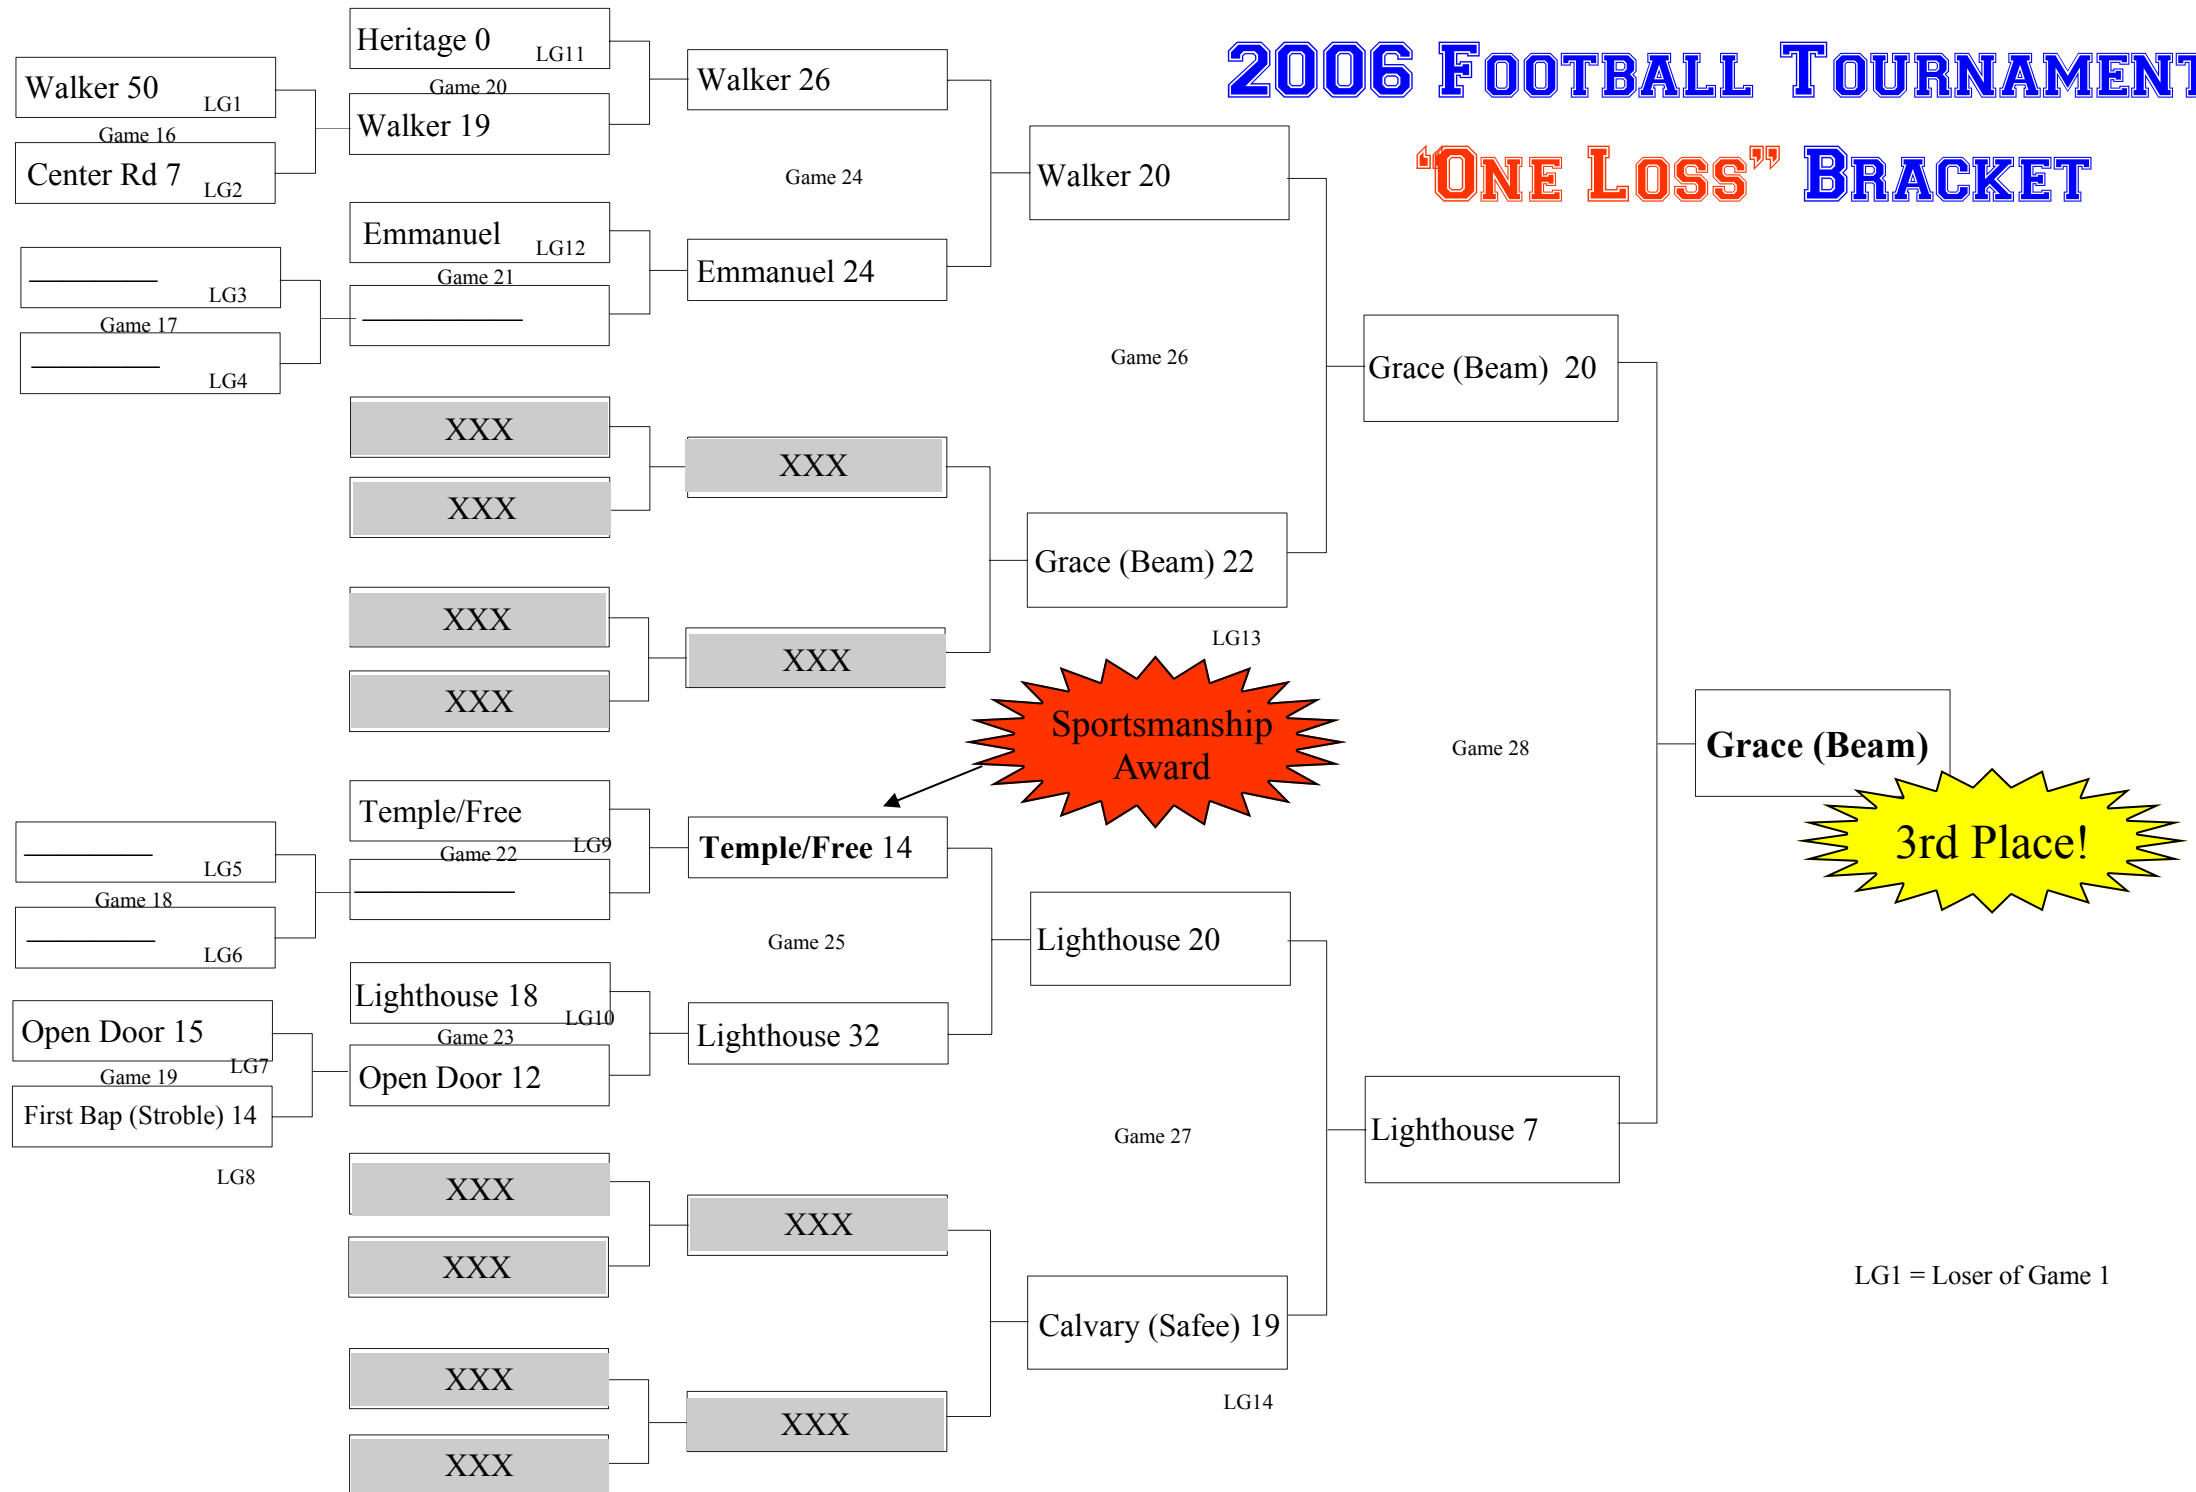 2006 Football Tournament
“One Loss” Bracket
Walker 50 LG1
Game 16
Center Rd 7 LG2
LG3
Game 17
LG4
LG5
Game 18
LG6
Open Door 15
LG7
Game 19
First Bap (Stroble) 14
LG8
Heritage 0 LG11
Game 20
Walker 19
Emmanuel LG12
Game 21
XXX
XXX
XXX
XXX
Temple/Free
LG9
Game 22
Lighthouse 18
LG10
Game 23
Open Door 12
XXX
XXX
XXX
XXX
Walker 26
Game 24
Emmanuel 24
XXX
XXX
Sportsmanship
Award
Temple/Free 14
Game 25
Lighthouse 32
XXX
XXX
Walker 20
Game 26
Grace (Beam) 22
LG13
Lighthouse 20
Game 27
Calvary (Safee) 19
LG14
Grace (Beam) 20
Game 28
Lighthouse 7
Grace (Beam)
3rd Place!
LG1 = Loser of Game 1